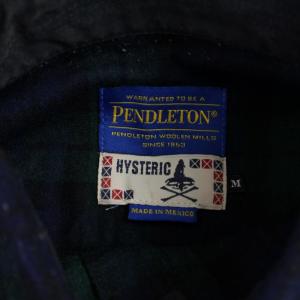 WARRANTED TO BE A
PENDLETON®
PENDLETON WOOLEN MILLS
SINCE 1863
HYSTERIC
M
MADE IN MEXICO